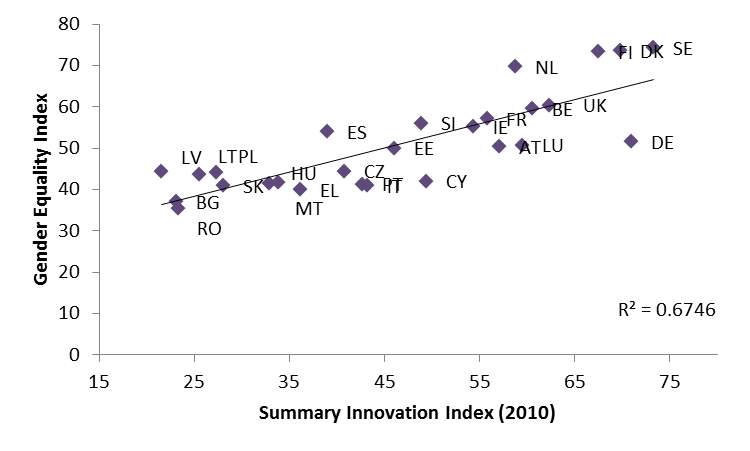 80
70
60
50
40
30
20
10
0
Gender Equality Index
FI DK SE
NL
BE UK
FR
IE
SI
ES
EE
AT LU
DE
LV LT PL
CZ
PT
IT
CY
HU
SK
EL
BG
MT
RO
R² = 0.6746
15 25 35 45 55 65 75
Summary Innovation Index (2010)